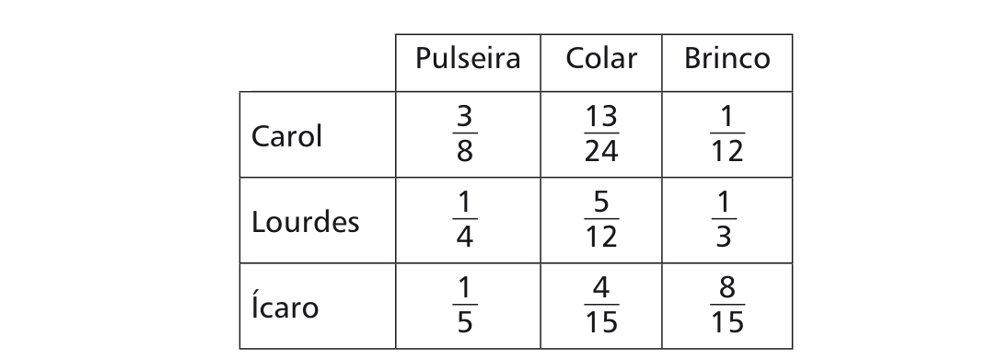 Pulseira Colar Brinco
Carol 3/8 13/24 1/12
Lourdes 1/4 5/12 1/3
Ícaro 1/5 4/15 8/15